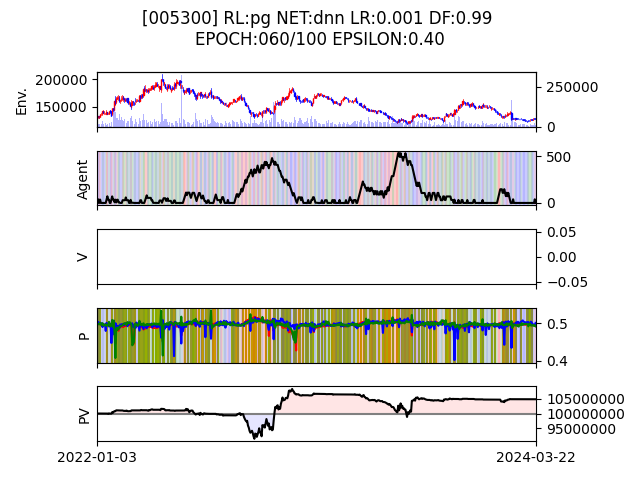 [005300] RL:pg NET:dnn LR:0.001 DF:0.99
EPOCH:060/100 EPSILON:0.40
Env.
200000
150000
250000
0
Agent
500
0
V
0.05
0.00
−0.05
P
0.5
0.4
PV
105000000
100000000
95000000
2022-01-03
2024-03-22